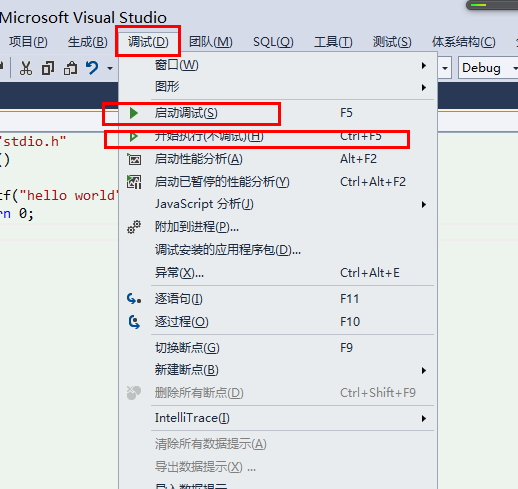 Microsoft Visual Studio
项目(P) 生成(B) 调试(D) 团队(M) SQL(Q) 工具(T) 测试(S) 体系结构(C)
Debug
窗口(W)
图形
启动调试(S) F5
"stdio.h"
开始执行(不调试)(H) Ctrl+F5
()
启动性能分析(A) Alt+F2
启动已暂停的性能分析(Y) Ctrl+Alt+F2
tf("hello world"
JavaScript 分析(J)
rn 0;
附加到进程(P)...
调试安装的应用程序包(D)...
异常(X)... Ctrl+Alt+E
逐语句(I) F11
逐过程(O) F10
切换断点(G) F9
新建断点(B)
删除所有断点(D) Ctrl+Shift+F9
IntelliTrace(I)
清除所有数据提示(A)
导出数据提示(X) ...